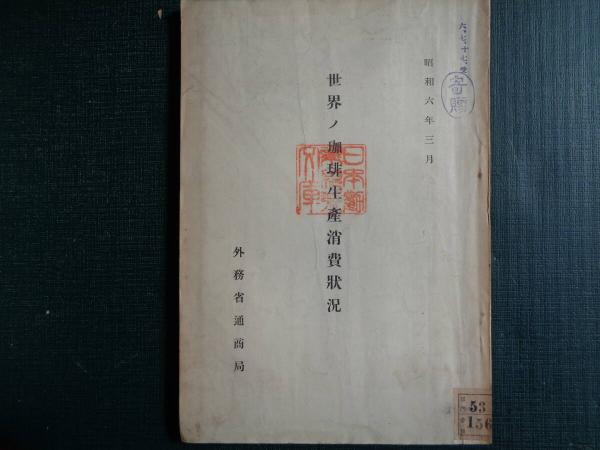 昭和六年三月
世界ノ珈琲生產消費狀況
外務省通商局
寄贈
53
156